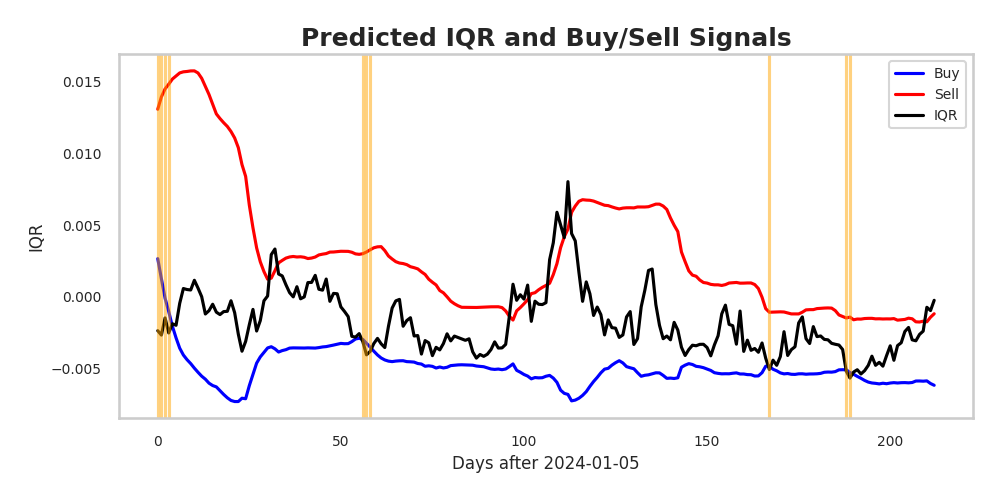 Predicted IQR and Buy/Sell Signals
IQR
0.015
0.010
0.005
0.000
−0.005
Buy
Sell
IQR
0
50
100
150
200
Days after 2024-01-05